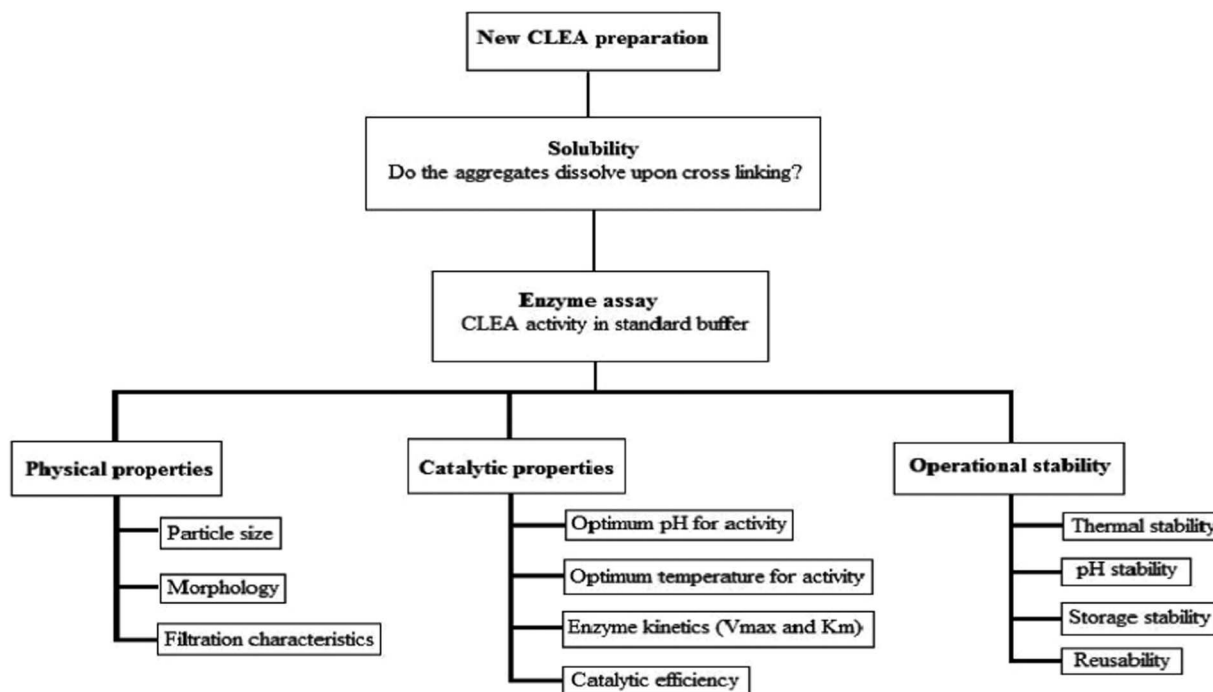 New CLEA preparation
Solubility
Do the aggregates dissolve upon cross linking?
Enzyme assay
CLEA activity in standard buffer
Physical properties
Particle size
Morphology
Filtration characteristics
Catalytic properties
Optimum pH for activity
Optimum temperature for activity
Enzyme kinetics (Vmax and Km)
Catalytic efficiency
Operational stability
Thermal stability
pH stability
Storage stability
Reusability